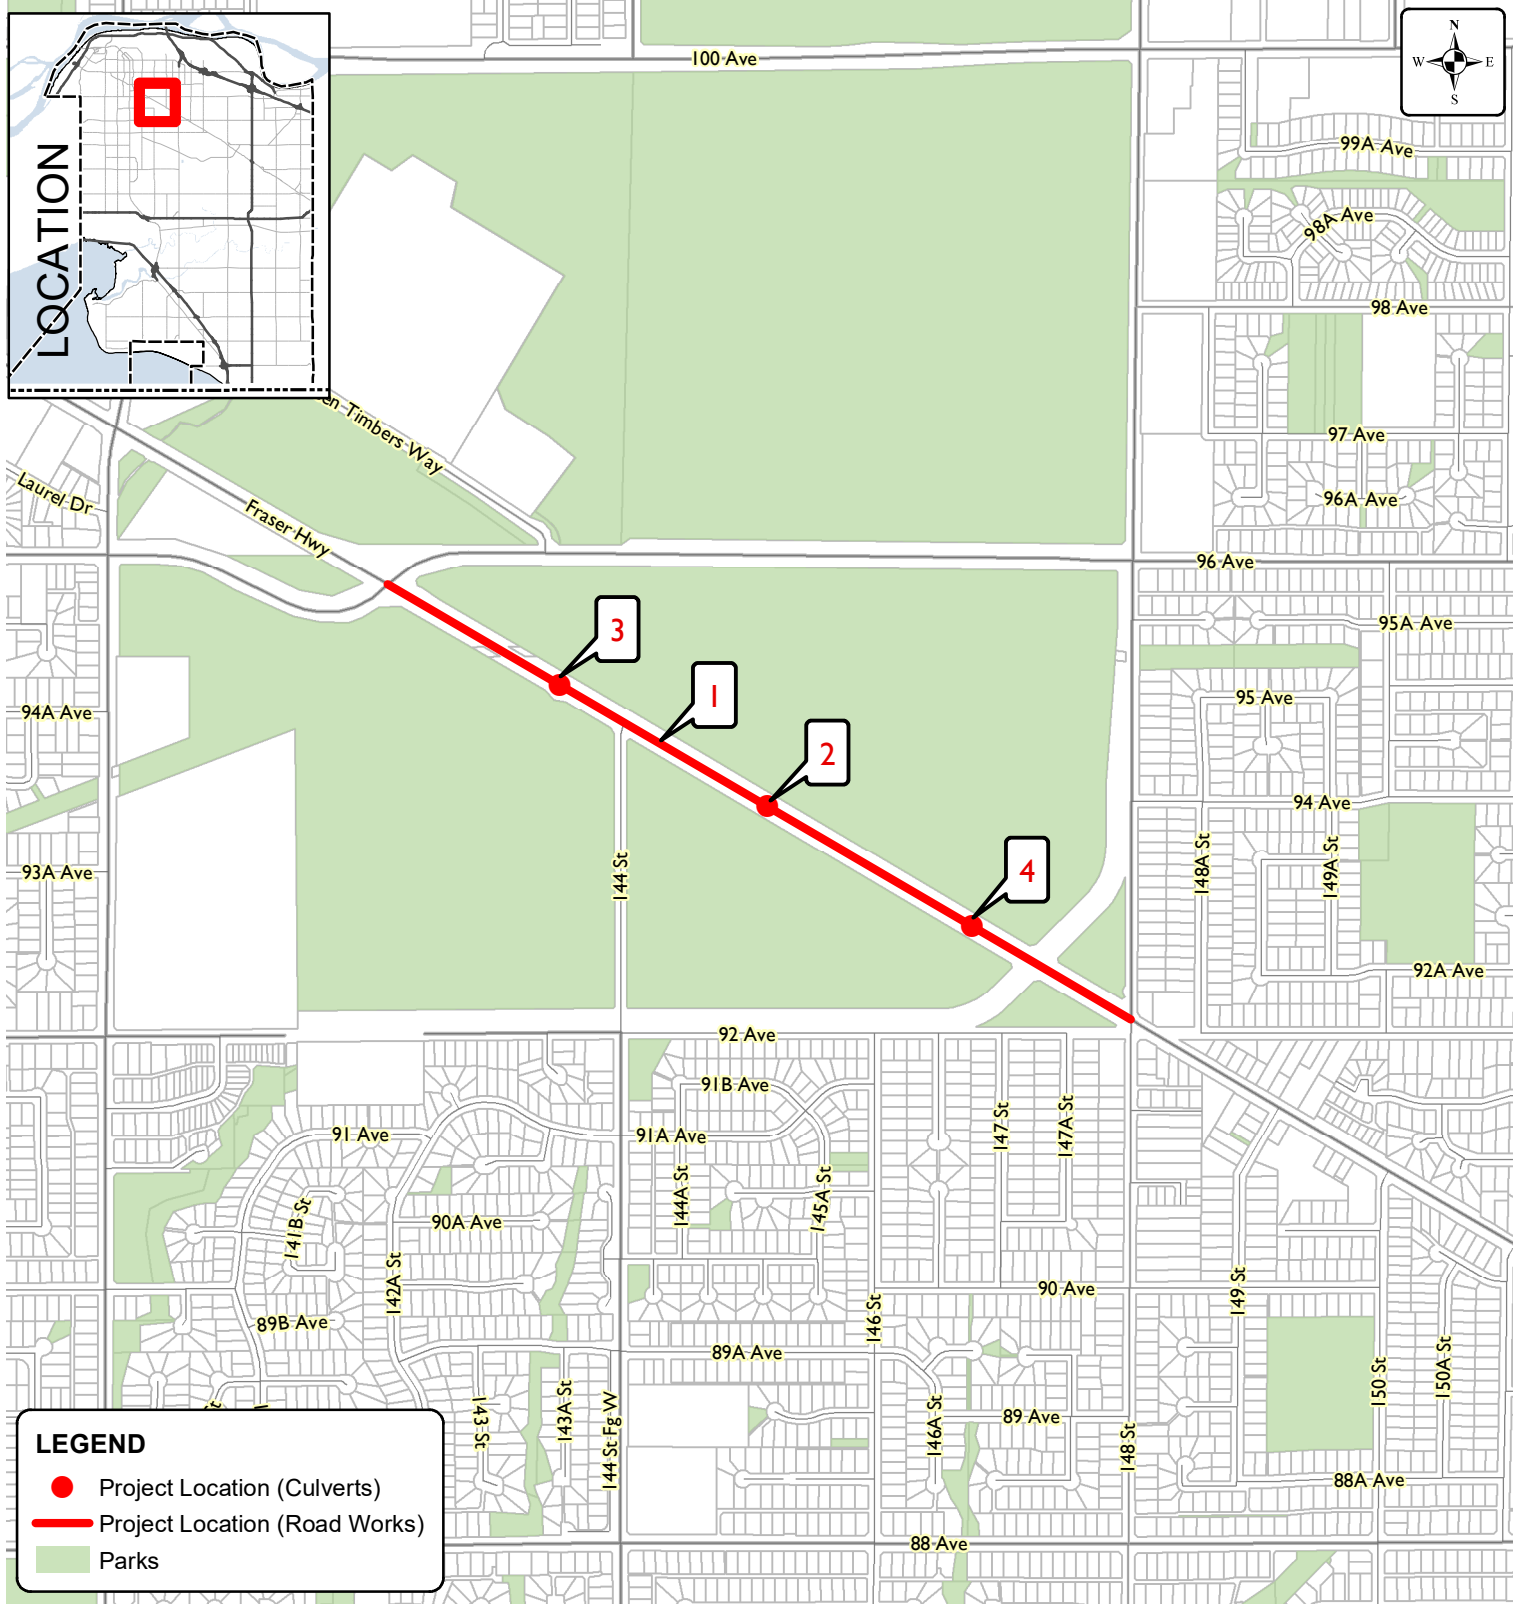 LOCATION
N
W E
S
100 Ave
99A Ave
98A Ave
98 Ave
97 Ave
96A Ave
en Timbers Way
Laurel Dr
Fraser Hwy
96 Ave
95A Ave
3
1
2
4
94A Ave
95 Ave
94 Ave
93A Ave
144 St
148A St
149A St
92A Ave
92 Ave
91B Ave
91 Ave
91A Ave
147 St
147A St
144A St
145A St
141B St
90A Ave
142A St
90 Ave
149 St
89B Ave
146 St
89A Ave
150 St
150A St
143 St
143A St
144 St Fg W
146A St
89 Ave
148 St
88A Ave
88 Ave
LEGEND
Project Location (Culverts)
Project Location (Road Works)
Parks